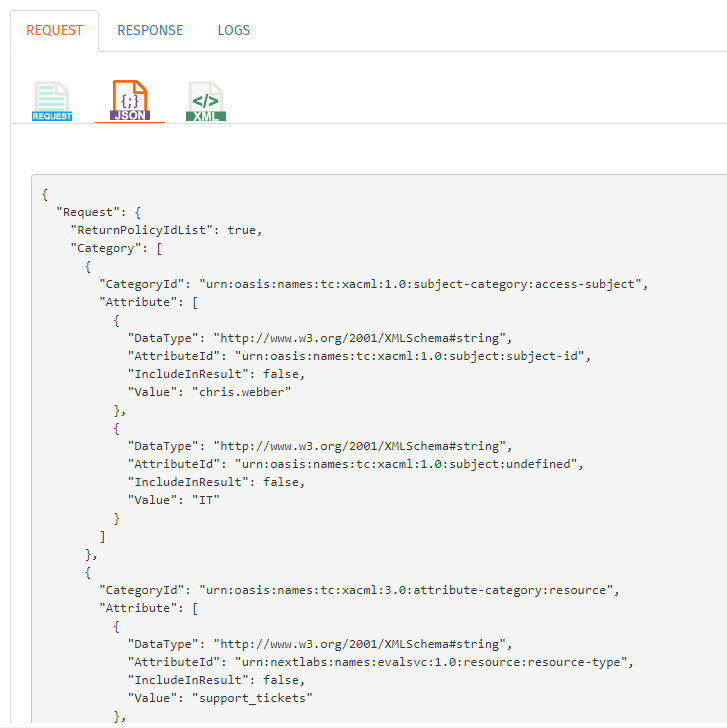 REQUEST RESPONSE LOGS
REQUEST {;} JSON </> XML
{
  "Request": {
    "ReturnPolicyIdList": true,
    "Category": [
      {
        "CategoryId": "urn:oasis:names:tc:xacml:1.0:subject-category:access-subject",
        "Attribute": [
          {
            "DataType": "http://www.w3.org/2001/XMLSchema#string",
            "AttributeId": "urn:oasis:names:tc:xacml:1.0:subject:subject-id",
            "IncludeInResult": false,
            "Value": "chris.webber"
          },
          {
            "DataType": "http://www.w3.org/2001/XMLSchema#string",
            "AttributeId": "urn:oasis:names:tc:xacml:1.0:subject:undefined",
            "IncludeInResult": false,
            "Value": "IT"
          }
        ]
      },
      {
        "CategoryId": "urn:oasis:names:tc:xacml:3.0:attribute-category:resource",
        "Attribute": [
          {
            "DataType": "http://www.w3.org/2001/XMLSchema#string",
            "AttributeId": "urn:nextlabs:names:evalsvc:1.0:resource:resource-type",
            "IncludeInResult": false,
            "Value": "support_tickets"
          },